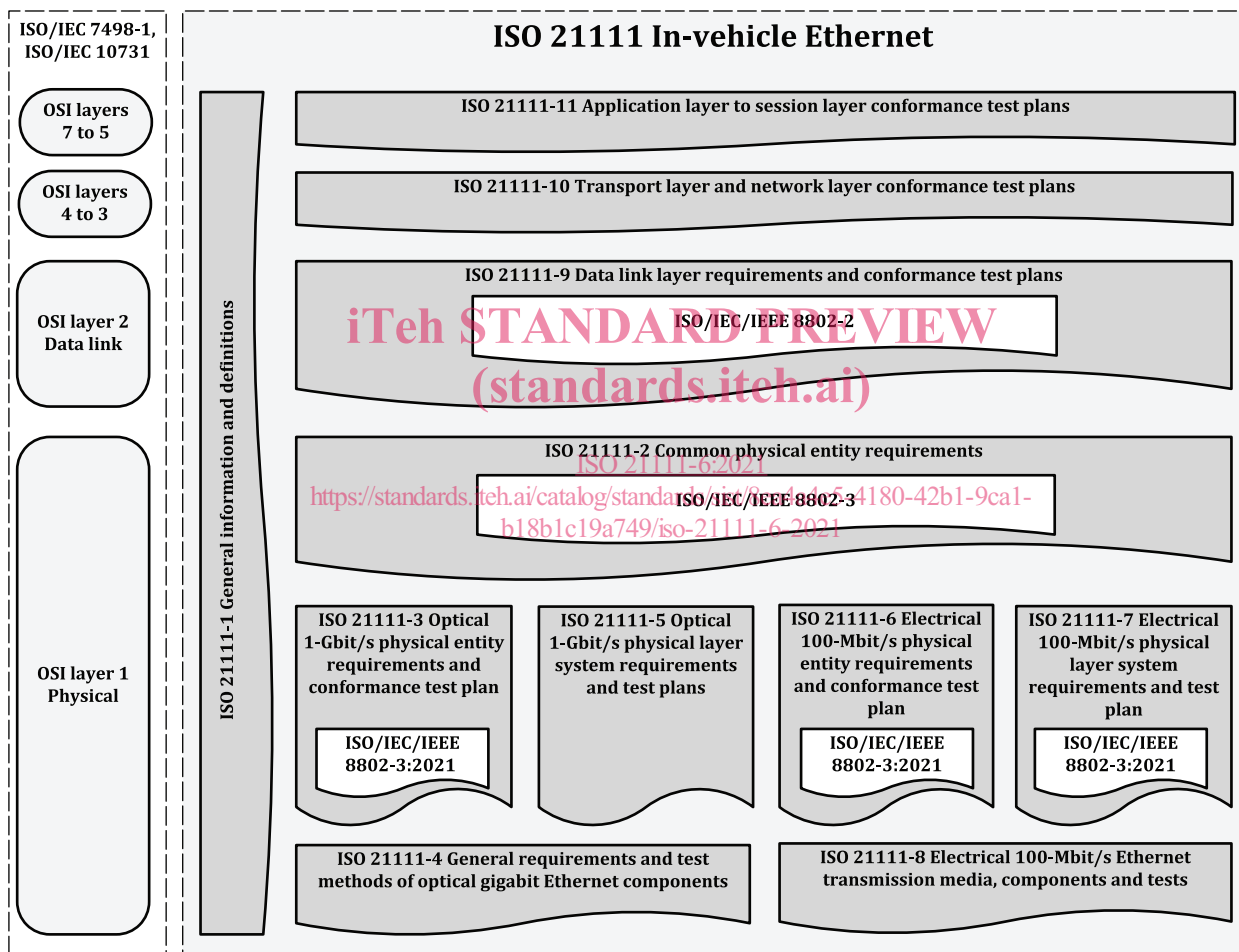 ISO/IEC 7498-1,
ISO/IEC 10731
OSI layers
7 to 5
OSI layers
4 to 3
OSI layer 2
Data link
OSI layer 1
Physical
ISO 21111 In-vehicle Ethernet
ISO 21111-1 General information and definitions
ISO 21111-11 Application layer to session layer conformance test plans
ISO 21111-10 Transport layer and network layer conformance test plans
ISO 21111-9 Data link layer requirements and conformance test plans
ISO/IEC/IEEE 8802-2
iTeh STANDARD PREVIEW
(standards.iteh.ai)
ISO 21111-2 Common physical entity requirements
ISO 21111-6:2021
ISO/IEC/IEEE 8802-3
https://standards.iteh.ai/catalog/standards/sist/
4180-42b1-9ca1-
b18b1c19a749/iso-21111-6-2021
ISO 21111-3 Optical
1-Gbit/s physical entity
requirements and
conformance test plan
ISO/IEC/IEEE
8802-3:2021
ISO 21111-5 Optical
1-Gbit/s physical layer
system requirements
and test plans
ISO 21111-6 Electrical
100-Mbit/s physical
entity requirements
and conformance test
plan
ISO/IEC/IEEE
8802-3:2021
ISO 21111-7 Electrical
100-Mbit/s physical
layer system
requirements and test
plan
ISO/IEC/IEEE
8802-3:2021
ISO 21111-4 General requirements and test
methods of optical gigabit Ethernet components
ISO 21111-8 Electrical 100-Mbit/s Ethernet
transmission media, components and tests